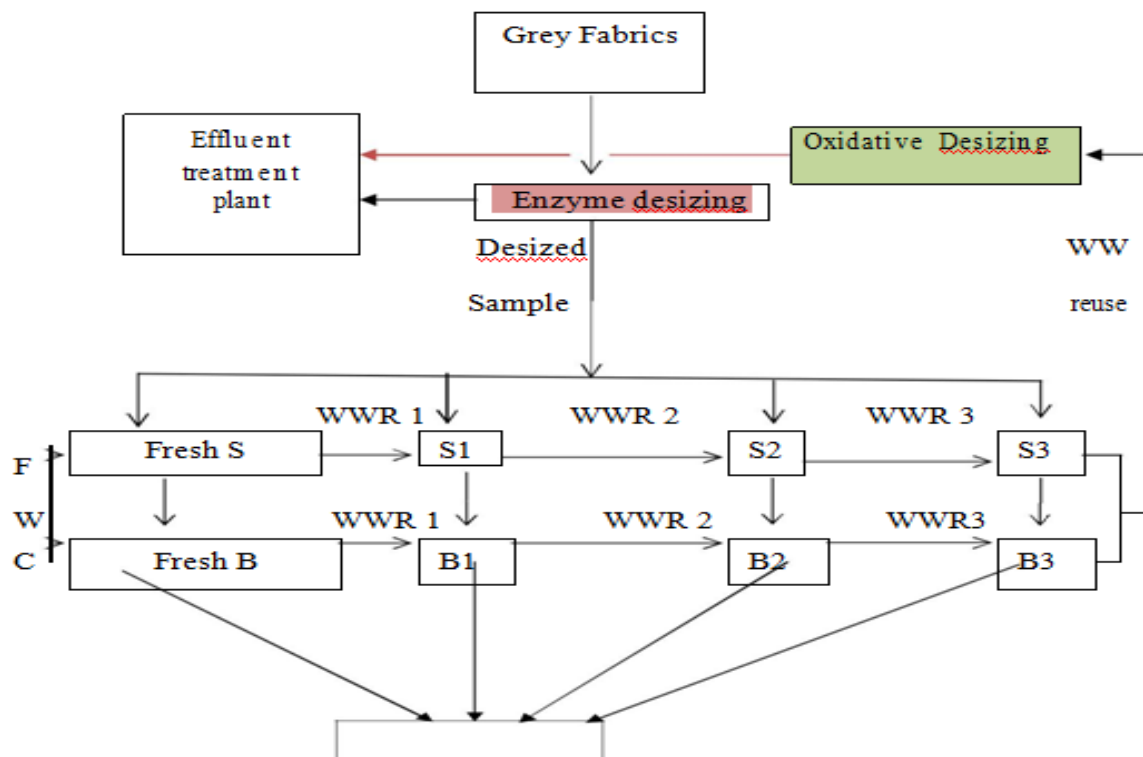 Grey Fabrics
Effluent
treatment
plant
Oxidative Desizing
Enzyme desizing
Desized
Sample
WW
reuse
WWR 1
WWR 2
WWR 3
F
Fresh S
S1
S2
S3
W
WWR 1
WWR 2
WWR3
C
Fresh B
B1
B2
B3